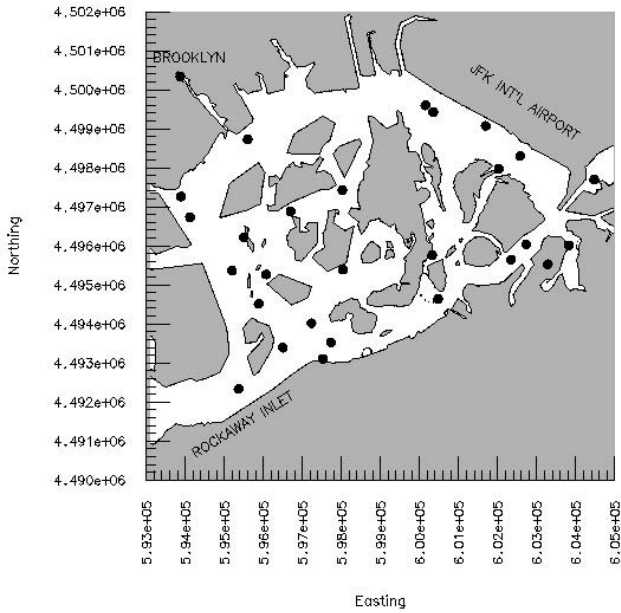 4.502e+06
4.501e+06
4.500e+06
4.499e+06
4.498e+06
4.497e+06
4.496e+06
4.495e+06
4.494e+06
4.493e+06
4.492e+06
4.491e+06
4.490e+06
Northing
BROOKLYN
JFK INT'L AIRPORT
ROCKAWAY INLET
5.93e+05
5.94e+05
5.95e+05
5.96e+05
5.97e+05
5.98e+05
5.99e+05
6.00e+05
6.01e+05
6.02e+05
6.03e+05
6.04e+05
6.05e+05
Easting